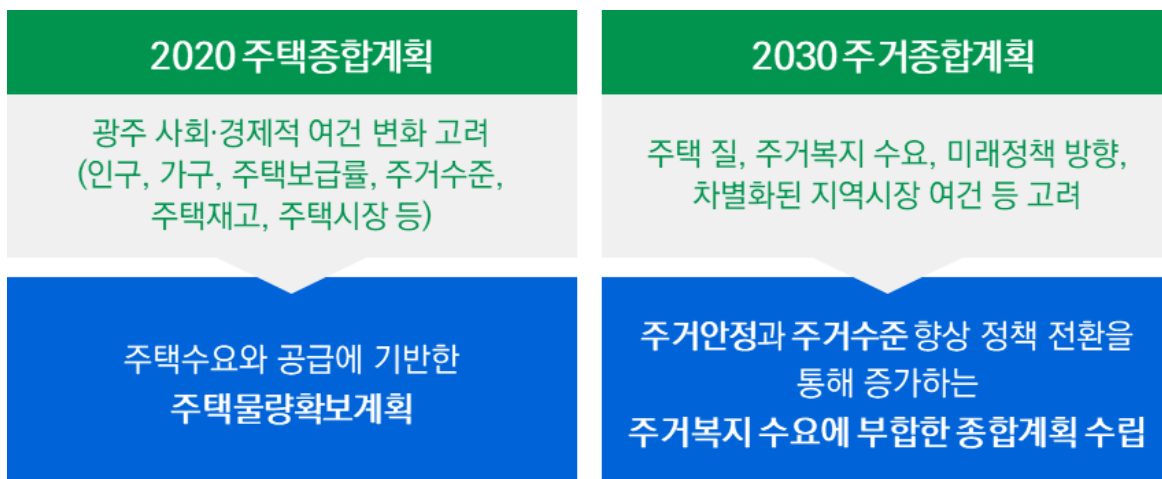 2020 주택종합계획
광주 사회·경제적 여건 변화 고려
(인구, 가구, 주택보급률, 주거수준,
주택재고, 주택시장 등)
주택수요와 공급에 기반한
주택물량확보계획
2030 주거종합계획
주택 질, 주거복지 수요, 미래정책 방향,
차별화된 지역시장 여건 등 고려
주거안정과 주거수준 향상 정책 전환을
통해 증가하는
주거복지 수요에 부합한 종합계획 수립